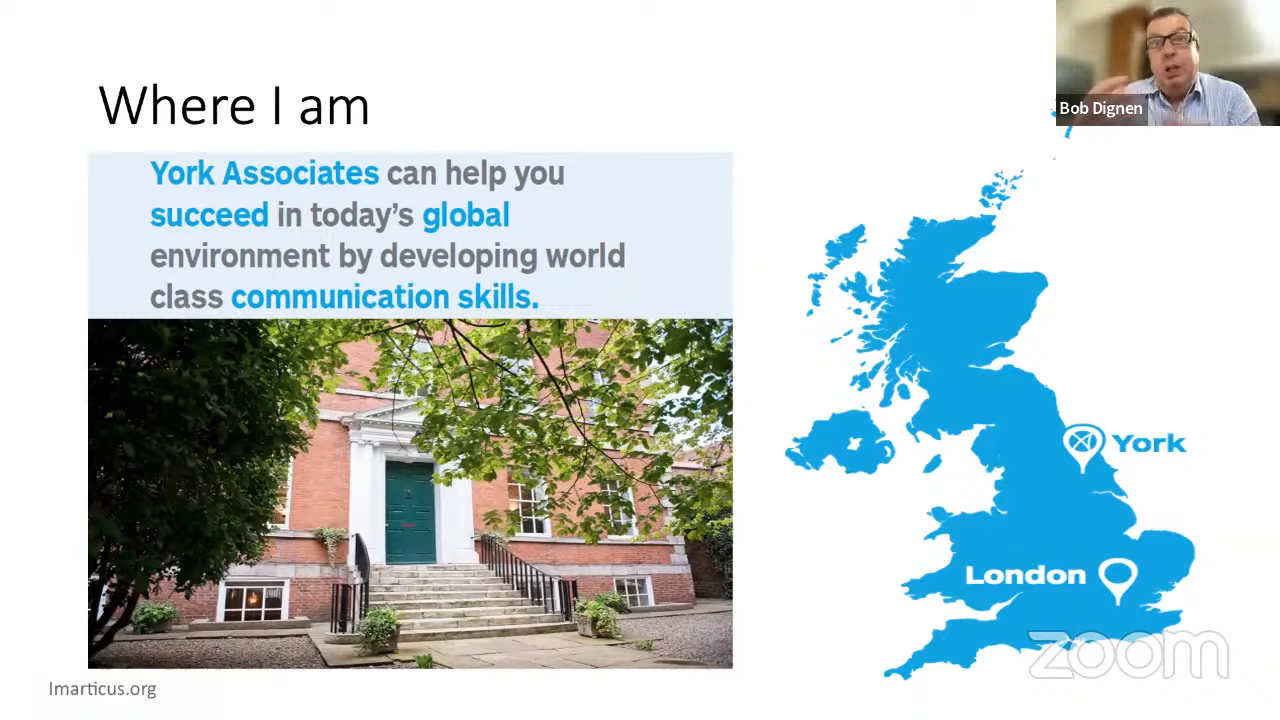 Where I am
Bob Dignen
York Associates can help you
succeed in today's global
environment by developing world
class communication skills.
York
London
zoom
Imarticus.org